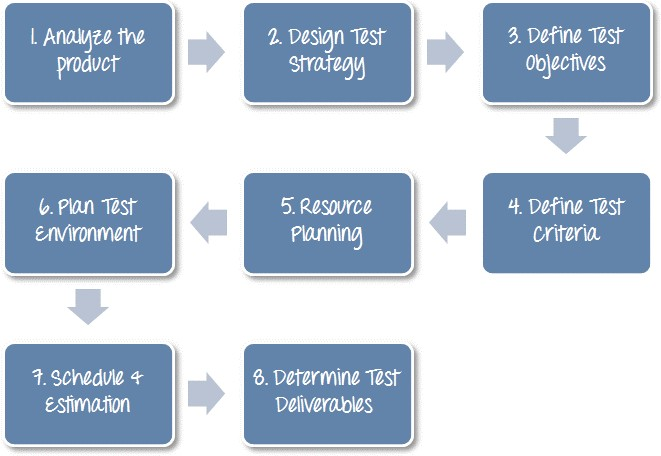 1. Analyze the
product
2. Design Test
Strategy
3. Define Test
Objectives
4. Define Test
Criteria
5. Resource
Planning
6. Plan Test
Environment
7. Schedule &
Estimation
8. Determine Test
Deliverables